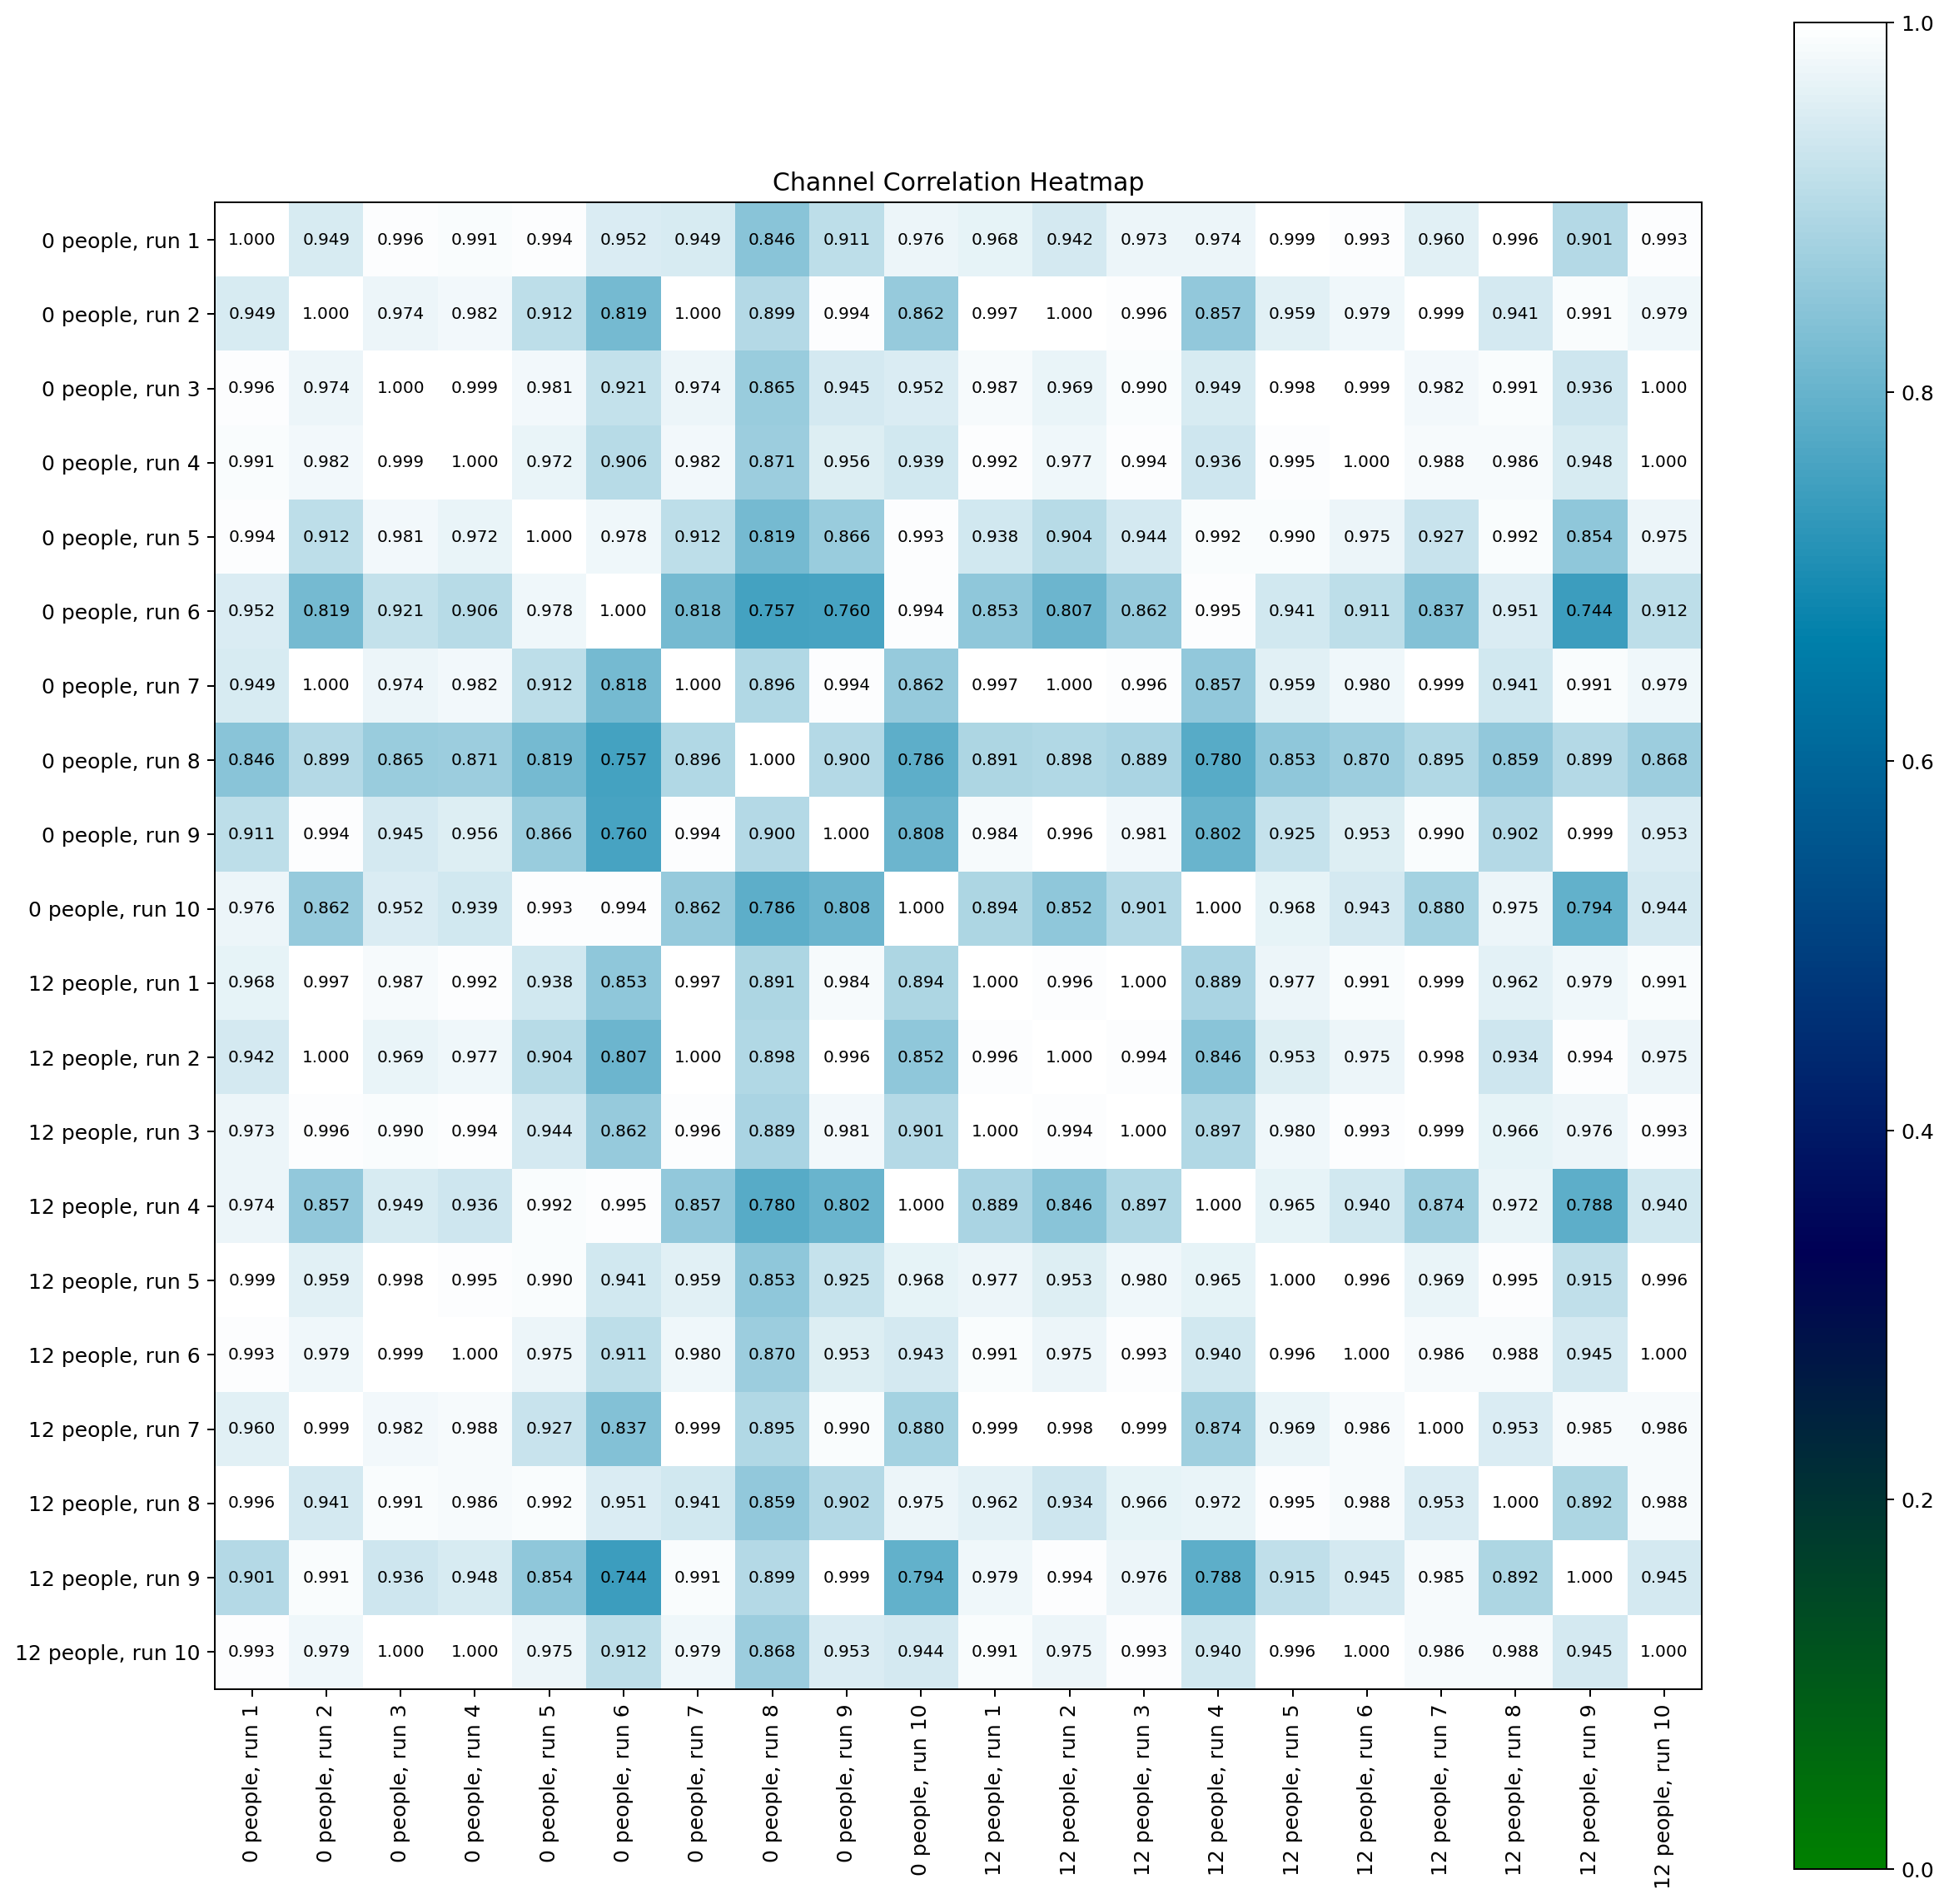 Channel Correlation Heatmap
0 people, run 1 1.000 0.949 0.996 0.991 0.994 0.952 0.949 0.846 0.911 0.976 0.968 0.942 0.973 0.974 0.999 0.993 0.960 0.996 0.901 0.993
0 people, run 2 0.949 1.000 0.974 0.982 0.912 0.819 1.000 0.899 0.994 0.862 0.997 1.000 0.996 0.857 0.959 0.979 0.999 0.941 0.991 0.979
0 people, run 3 0.996 0.974 1.000 0.999 0.981 0.921 0.974 0.865 0.945 0.952 0.987 0.969 0.990 0.949 0.998 0.999 0.982 0.991 0.936 1.000
0 people, run 4 0.991 0.982 0.999 1.000 0.972 0.906 0.982 0.871 0.956 0.939 0.992 0.977 0.994 0.936 0.995 1.000 0.988 0.986 0.948 1.000
0 people, run 5 0.994 0.912 0.981 0.972 1.000 0.978 0.912 0.819 0.866 0.993 0.938 0.904 0.944 0.992 0.990 0.975 0.927 0.992 0.854 0.975
0 people, run 6 0.952 0.819 0.921 0.906 0.978 1.000 0.818 0.757 0.760 0.994 0.853 0.807 0.862 0.995 0.941 0.911 0.837 0.951 0.744 0.912
0 people, run 7 0.949 1.000 0.974 0.982 0.912 0.818 1.000 0.896 0.994 0.862 0.997 1.000 0.996 0.857 0.959 0.980 0.999 0.941 0.991 0.979
0 people, run 8 0.846 0.899 0.865 0.871 0.819 0.757 0.896 1.000 0.900 0.786 0.891 0.898 0.889 0.780 0.853 0.870 0.895 0.859 0.899 0.868
0 people, run 9 0.911 0.994 0.945 0.956 0.866 0.760 0.994 0.900 1.000 0.808 0.984 0.996 0.981 0.802 0.925 0.953 0.990 0.902 0.999 0.953
0 people, run 10 0.976 0.862 0.952 0.939 0.993 0.994 0.862 0.786 0.808 1.000 0.894 0.852 0.901 1.000 0.968 0.943 0.880 0.975 0.794 0.944
12 people, run 1 0.968 0.997 0.987 0.992 0.938 0.853 0.997 0.891 0.984 0.894 1.000 0.996 1.000 0.889 0.977 0.991 0.999 0.962 0.979 0.991
12 people, run 2 0.942 1.000 0.969 0.977 0.904 0.807 1.000 0.898 0.996 0.852 0.996 1.000 0.994 0.846 0.953 0.975 0.998 0.934 0.994 0.975
12 people, run 3 0.973 0.996 0.990 0.994 0.944 0.862 0.996 0.889 0.981 0.901 1.000 0.994 1.000 0.897 0.980 0.993 0.999 0.966 0.976 0.993
12 people, run 4 0.974 0.857 0.949 0.936 0.992 0.995 0.857 0.780 0.802 1.000 0.889 0.846 0.897 1.000 0.965 0.940 0.874 0.972 0.788 0.940
12 people, run 5 0.999 0.959 0.998 0.995 0.990 0.941 0.959 0.853 0.925 0.968 0.977 0.953 0.980 0.965 1.000 0.996 0.969 0.995 0.915 0.996
12 people, run 6 0.993 0.979 0.999 1.000 0.975 0.911 0.980 0.870 0.953 0.943 0.991 0.975 0.993 0.940 0.996 1.000 0.986 0.988 0.945 1.000
12 people, run 7 0.960 0.999 0.982 0.988 0.927 0.837 0.999 0.895 0.990 0.880 0.999 0.998 0.999 0.874 0.969 0.986 1.000 0.953 0.985 0.986
12 people, run 8 0.996 0.941 0.991 0.986 0.992 0.951 0.941 0.859 0.902 0.975 0.962 0.934 0.966 0.972 0.995 0.988 0.953 1.000 0.892 0.988
12 people, run 9 0.901 0.991 0.936 0.948 0.854 0.744 0.991 0.899 0.999 0.794 0.979 0.994 0.976 0.788 0.915 0.945 0.985 0.892 1.000 0.945
12 people, run 10 0.993 0.979 1.000 1.000 0.975 0.912 0.979 0.868 0.953 0.944 0.991 0.975 0.993 0.940 0.996 1.000 0.986 0.988 0.945 1.000
0 people, run 1
0 people, run 2
0 people, run 3
0 people, run 4
0 people, run 5
0 people, run 6
0 people, run 7
0 people, run 8
0 people, run 9
0 people, run 10
12 people, run 1
12 people, run 2
12 people, run 3
12 people, run 4
12 people, run 5
12 people, run 6
12 people, run 7
12 people, run 8
12 people, run 9
12 people, run 10
1.0
0.8
0.6
0.4
0.2
0.0